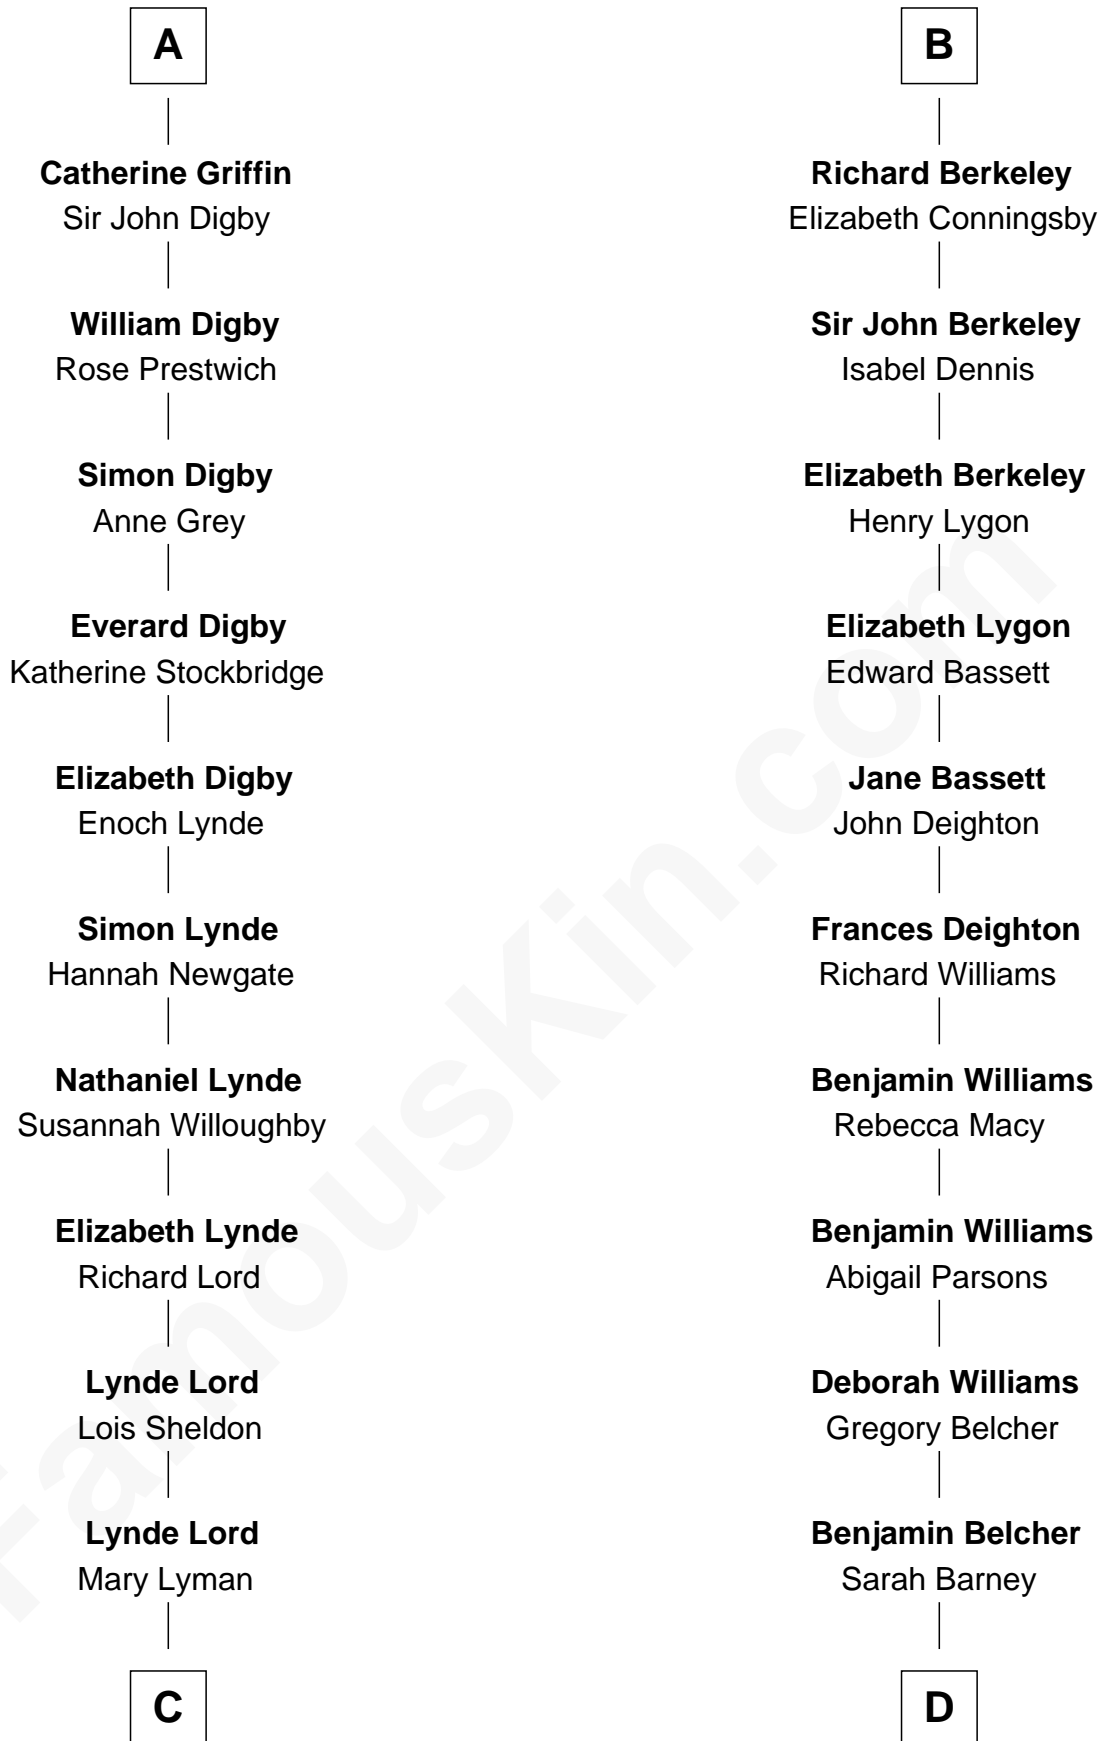 A
Catherine Griffin
Sir John Digby
William Digby
Rose Prestwich
Simon Digby
Anne Grey
Everard Digby
Katherine Stockbridge
Elizabeth Digby
Enoch Lynde
Simon Lynde
Hannah Newgate
Nathaniel Lynde
Susannah Willoughby
Elizabeth Lynde
Richard Lord
Lynde Lord
Lois Sheldon
Lynde Lord
Mary Lyman
C
B
Richard Berkeley
Elizabeth Conningsby
Sir John Berkeley
Isabel Dennis
Elizabeth Berkeley
Henry Lygon
Elizabeth Lygon
Edward Bassett
Jane Bassett
John Deighton
Frances Deighton
Richard Williams
Benjamin Williams
Rebecca Macy
Benjamin Williams
Abigail Parsons
Deborah Williams
Gregory Belcher
Benjamin Belcher
Sarah Barney
D
FamousKin.com